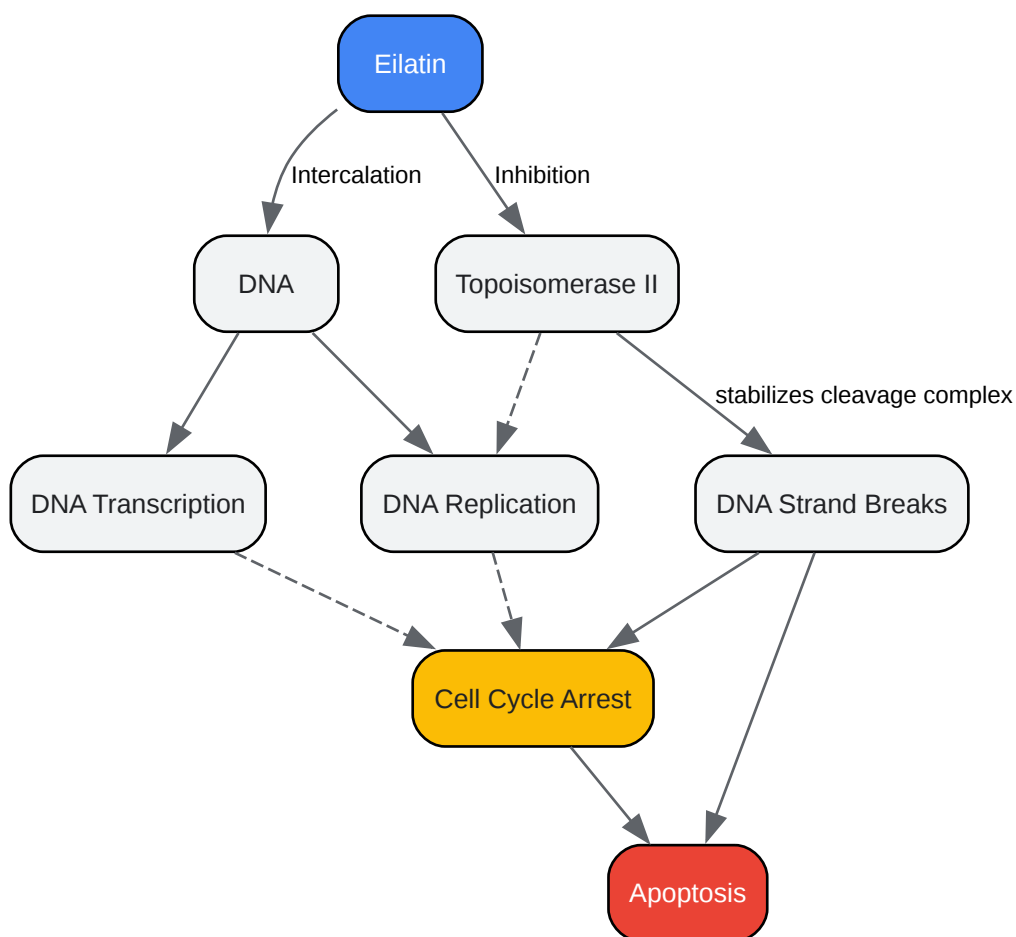 Eilatin
Intercalation
Inhibition
DNA
Topoisomerase II
stabilizes cleavage complex
DNA Transcription
DNA Replication
DNA Strand Breaks
Cell Cycle Arrest
Apoptosis